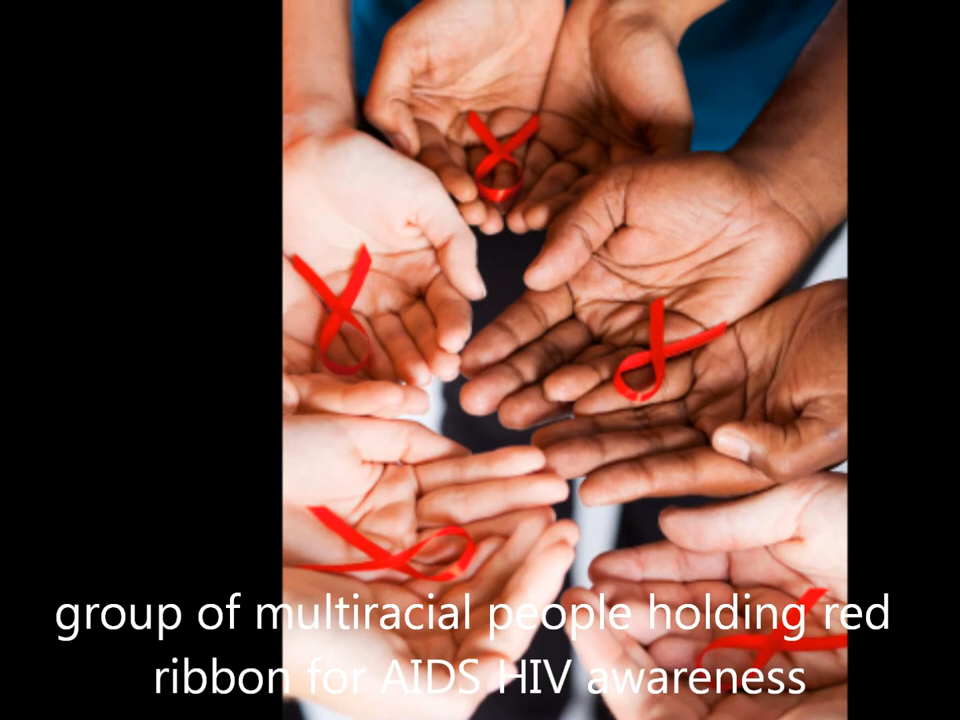 group of multiracial people holding red
ribbon for AIDS HIV awareness